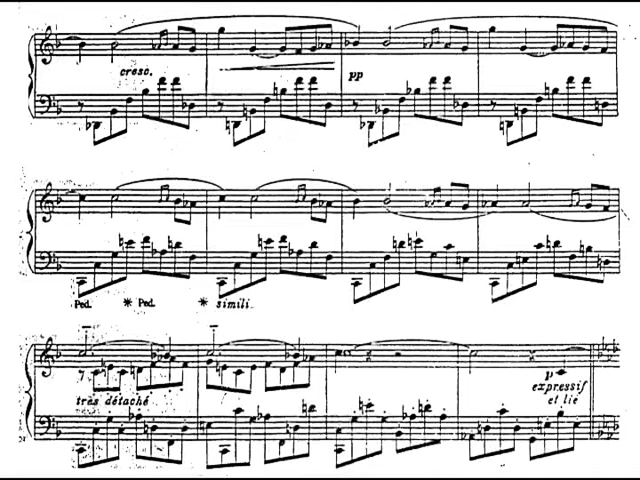 cresc.
pp
Ped. * Ped. * simili
très détaché
p
expressif
et lié